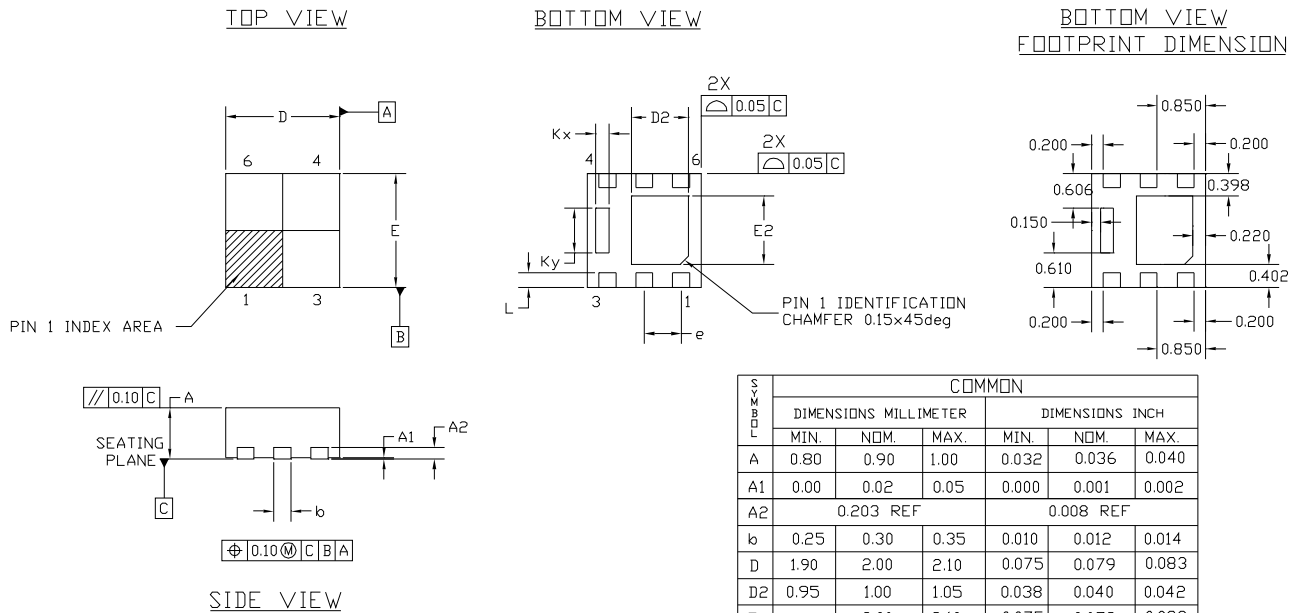 TOP VIEW
BOTTOM VIEW
BOTTOM VIEW
FOOTPRINT DIMENSION
D
A
6
4
E
1
3
B
PIN 1 INDEX AREA
2X
0.05 C
D2
Kx
2X
0.05 C
4
6
E2
Ky
L
3
1
e
PIN 1 IDENTIFICATION
CHAMFER 0.15x45deg
0.850
0.200
0.200
0.606
0.398
0.150
0.220
0.610
0.402
0.200
0.200
0.850
// 0.10 C
A
SEATING
PLANE
C
A1
A2
b
⌖ 0.10 Ⓜ C B A
SIDE VIEW
SYMBOL
COMMON
DIMENSIONS MILLIMETER DIMENSIONS INCH
MIN. NOM. MAX. MIN. NOM. MAX.
A 0.80 0.90 1.00 0.032 0.036 0.040
A1 0.00 0.02 0.05 0.000 0.001 0.002
A2 0.203 REF 0.008 REF
b 0.25 0.30 0.35 0.010 0.012 0.014
D 1.90 2.00 2.10 0.075 0.079 0.083
D2 0.95 1.00 1.05 0.038 0.040 0.042